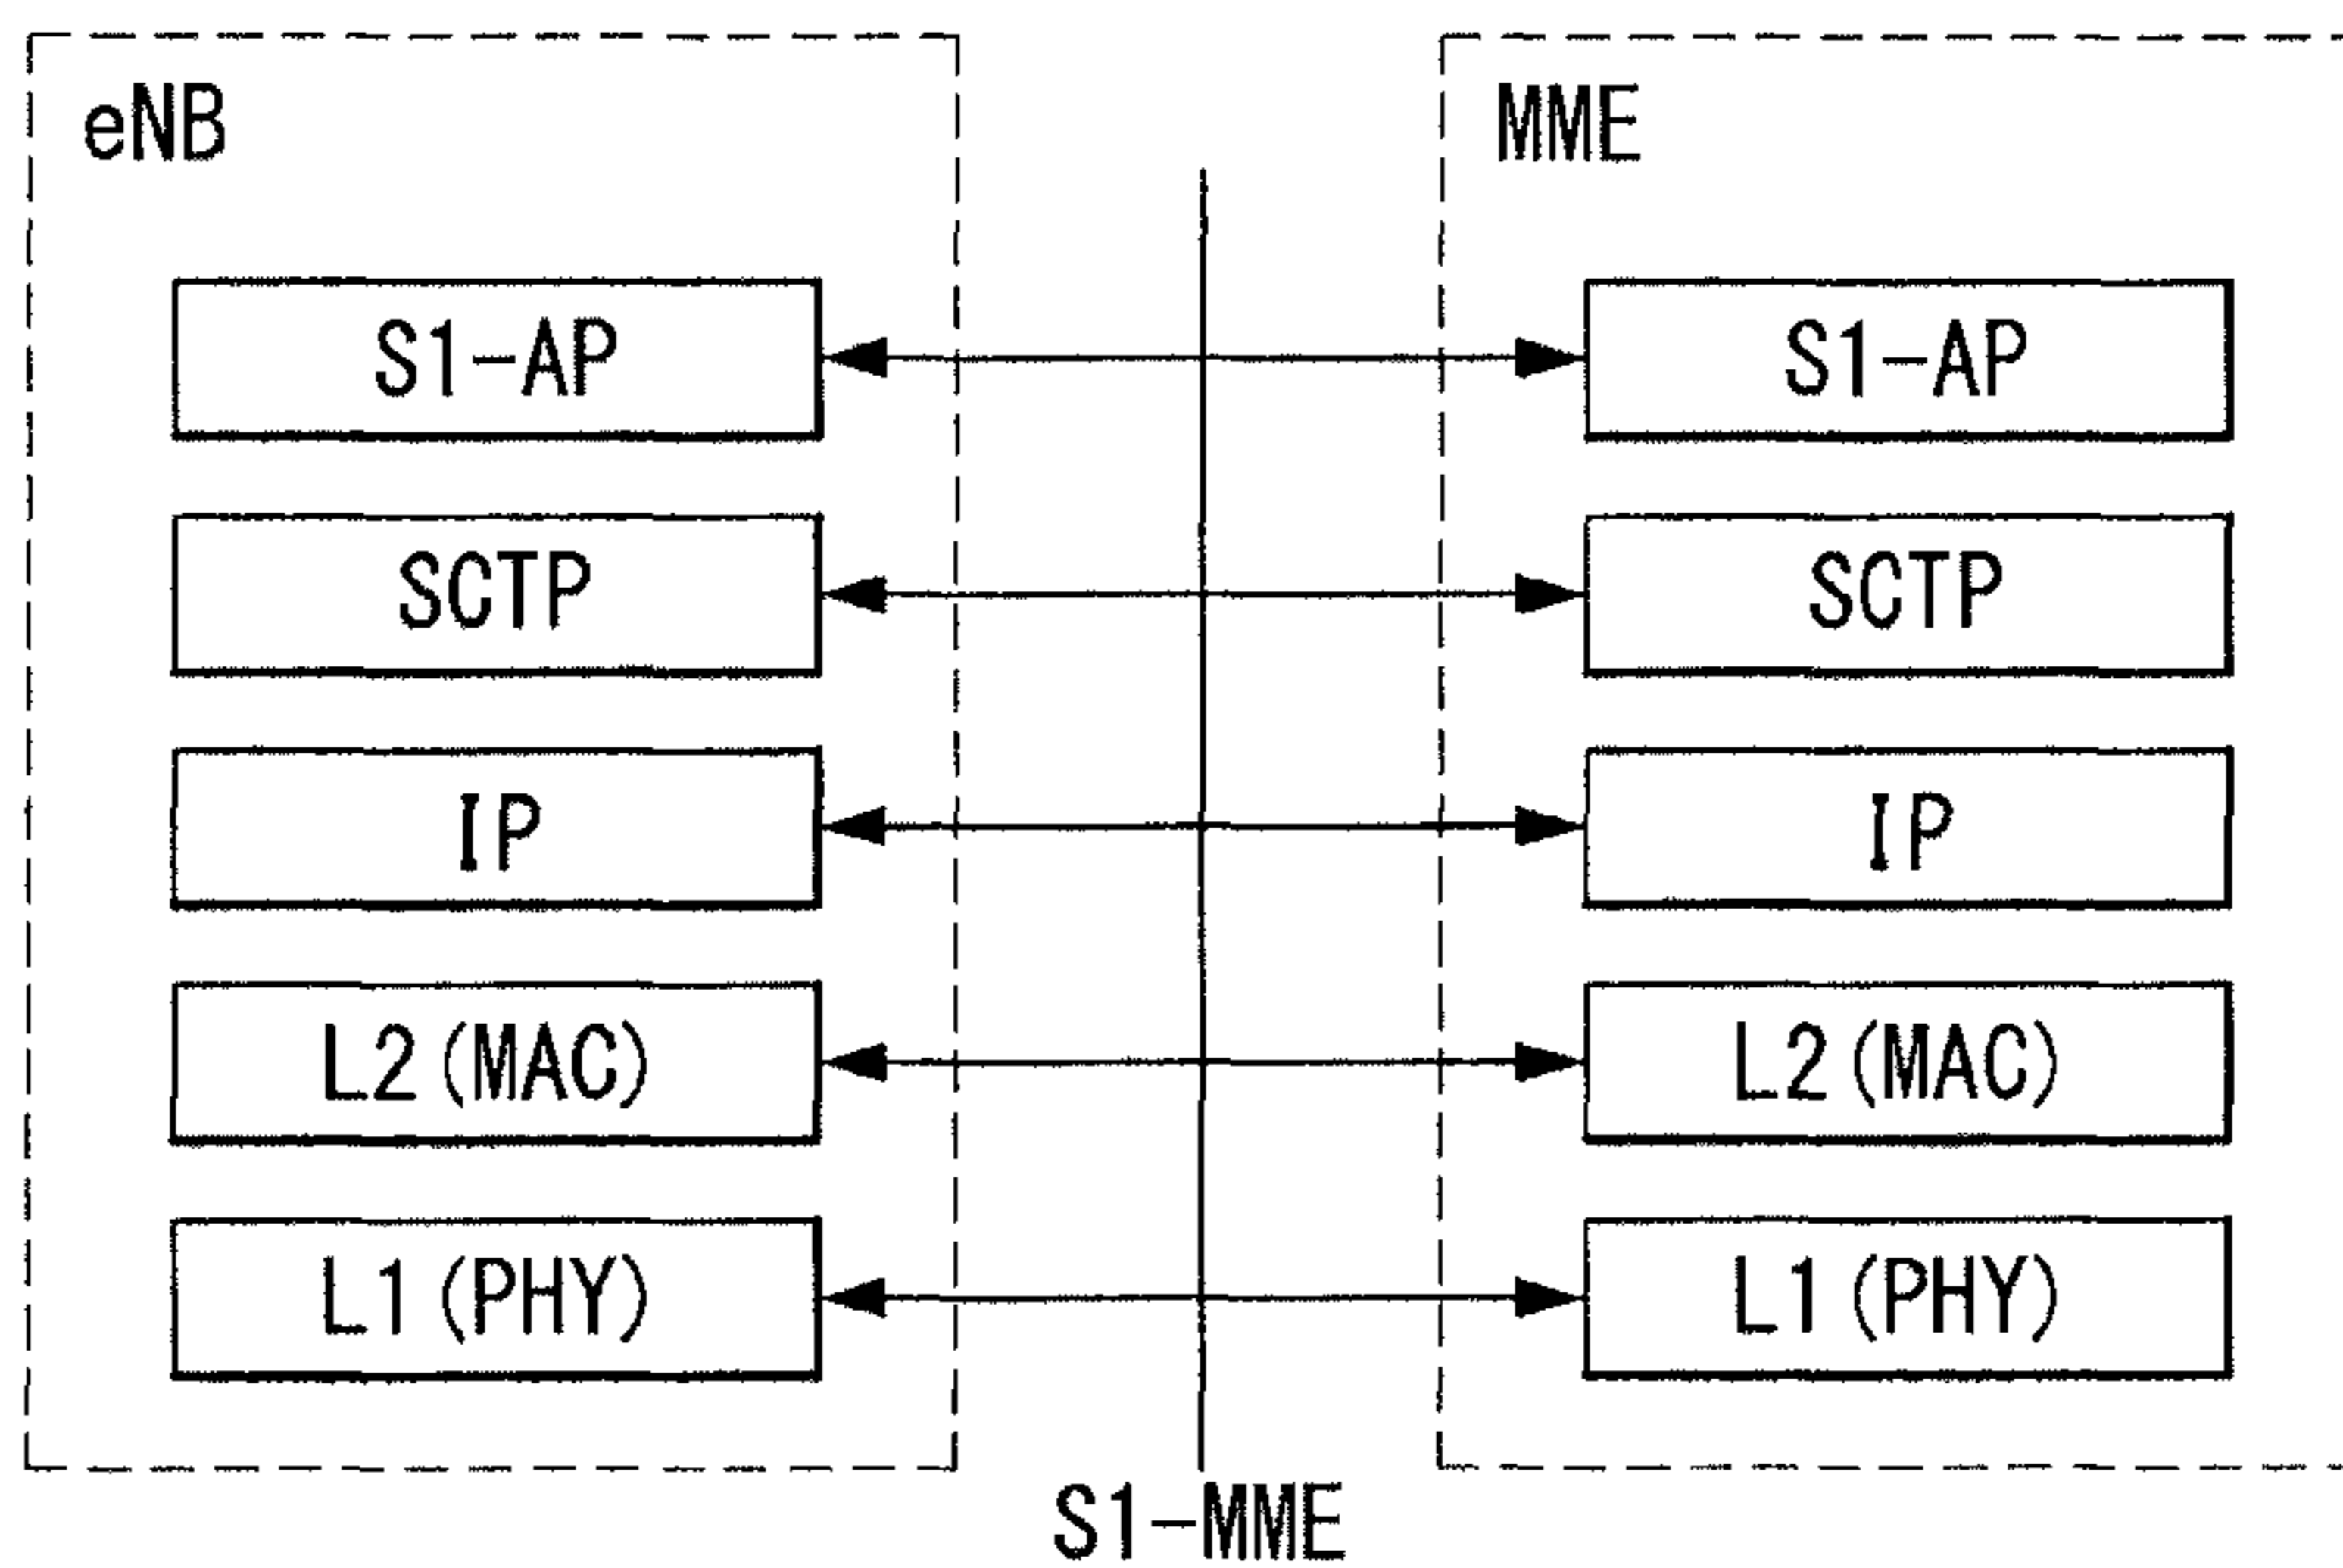 eNB
MME
S1-AP
S1-AP
SCTP
SCTP
IP
IP
L2(MAC)
L2(MAC)
L1(PHY)
L1(PHY)
S1-MME